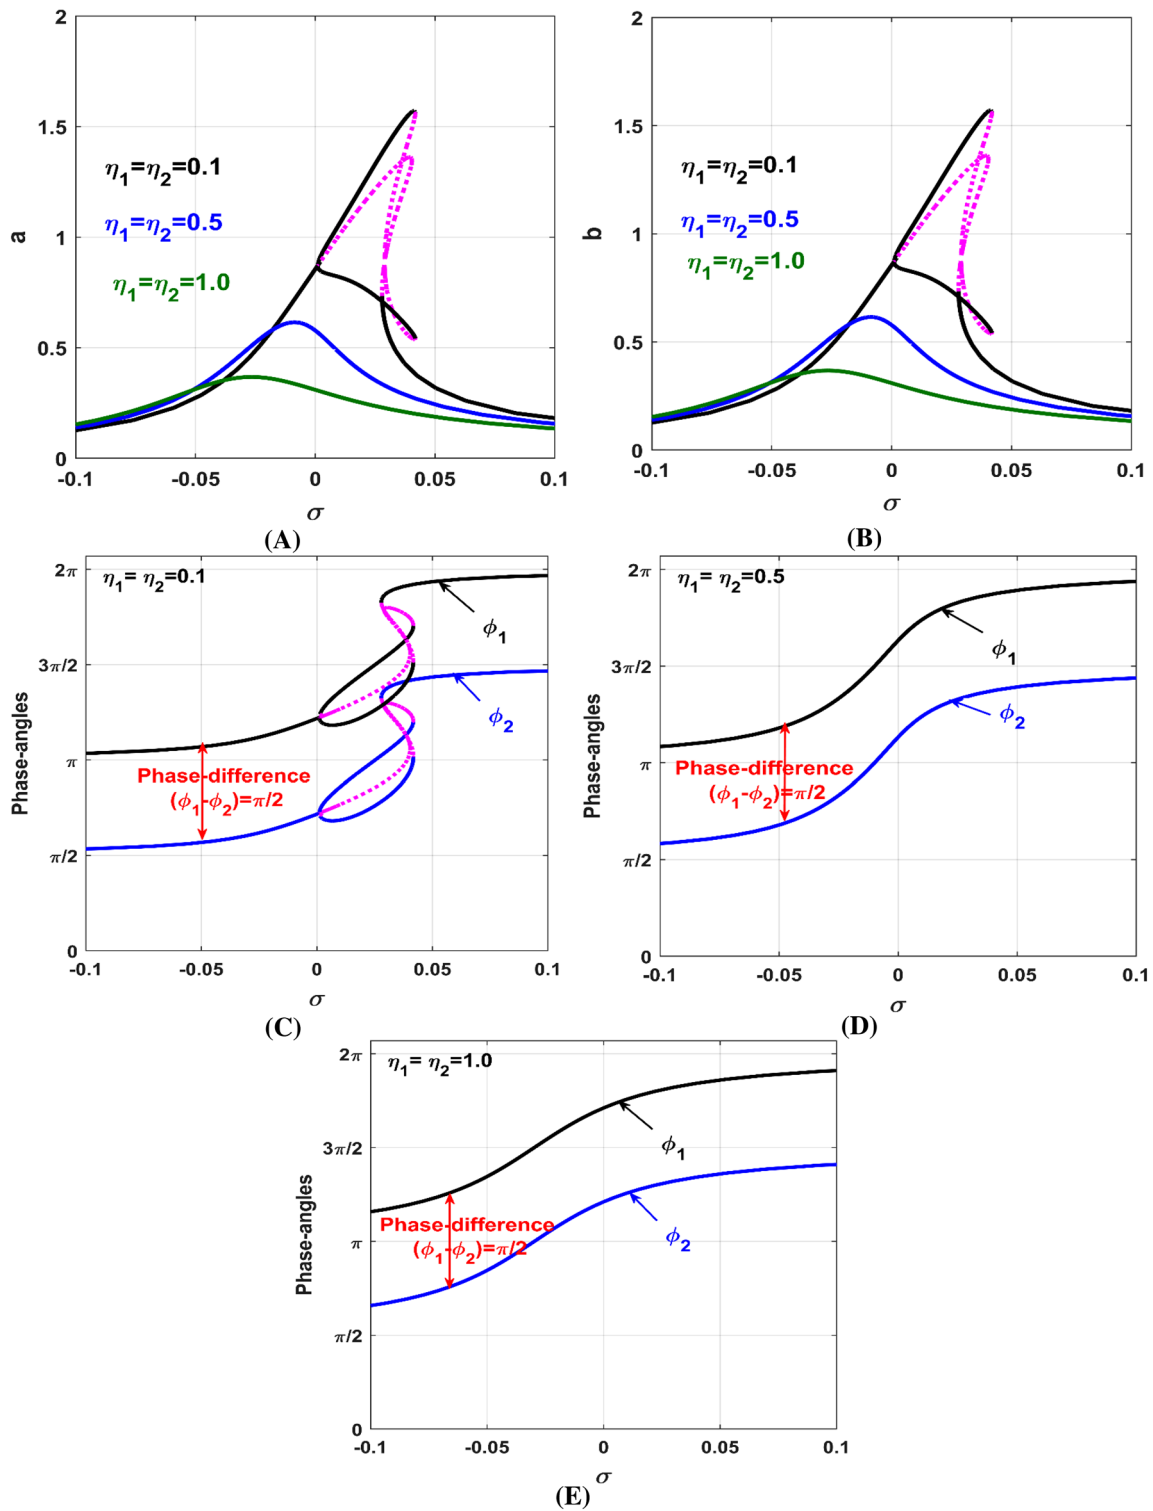 2
1.5
1
0.5
0
a
η₁=η₂=0.1
η₁=η₂=0.5
η₁=η₂=1.0
-0.1 -0.05 0 0.05 0.1
σ
(A)
2
1.5
1
0.5
0
b
η₁=η₂=0.1
η₁=η₂=0.5
η₁=η₂=1.0
-0.1 -0.05 0 0.05 0.1
σ
(B)
2π
3π/2
π
π/2
0
Phase-angles
η₁= η₂=0.1
ϕ₁
ϕ₂
Phase-difference
(ϕ₁-ϕ₂)=π/2
-0.1 -0.05 0 0.05 0.1
σ
(C)
2π
3π/2
π
π/2
0
Phase-angles
η₁= η₂=0.5
ϕ₁
ϕ₂
Phase-difference
(ϕ₁-ϕ₂)=π/2
-0.1 -0.05 0 0.05 0.1
σ
(D)
2π
3π/2
π
π/2
0
Phase-angles
η₁= η₂=1.0
ϕ₁
ϕ₂
Phase-difference
(ϕ₁-ϕ₂)=π/2
-0.1 -0.05 0 0.05 0.1
σ
(E)